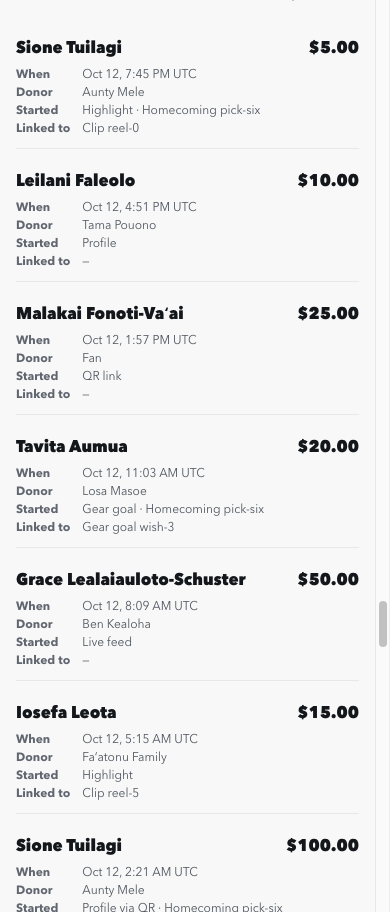 Sione Tuilagi $5.00
When Oct 12, 7:45 PM UTC
Donor Aunty Mele
Started Highlight · Homecoming pick-six
Linked to Clip reel-0
Leilani Faleolo $10.00
When Oct 12, 4:51 PM UTC
Donor Tama Pouono
Started Profile
Linked to —
Malakai Fonoti-Vaʻai $25.00
When Oct 12, 1:57 PM UTC
Donor Fan
Started QR link
Linked to —
Tavita Aumua $20.00
When Oct 12, 11:03 AM UTC
Donor Losa Masoe
Started Gear goal · Homecoming pick-six
Linked to Gear goal wish-3
Grace Lealaiauloto-Schuster $50.00
When Oct 12, 8:09 AM UTC
Donor Ben Kealoha
Started Live feed
Linked to —
Iosefa Leota $15.00
When Oct 12, 5:15 AM UTC
Donor Faʻatonu Family
Started Highlight
Linked to Clip reel-5
Sione Tuilagi $100.00
When Oct 12, 2:21 AM UTC
Donor Aunty Mele
Started Profile via QR · Homecoming pick-six